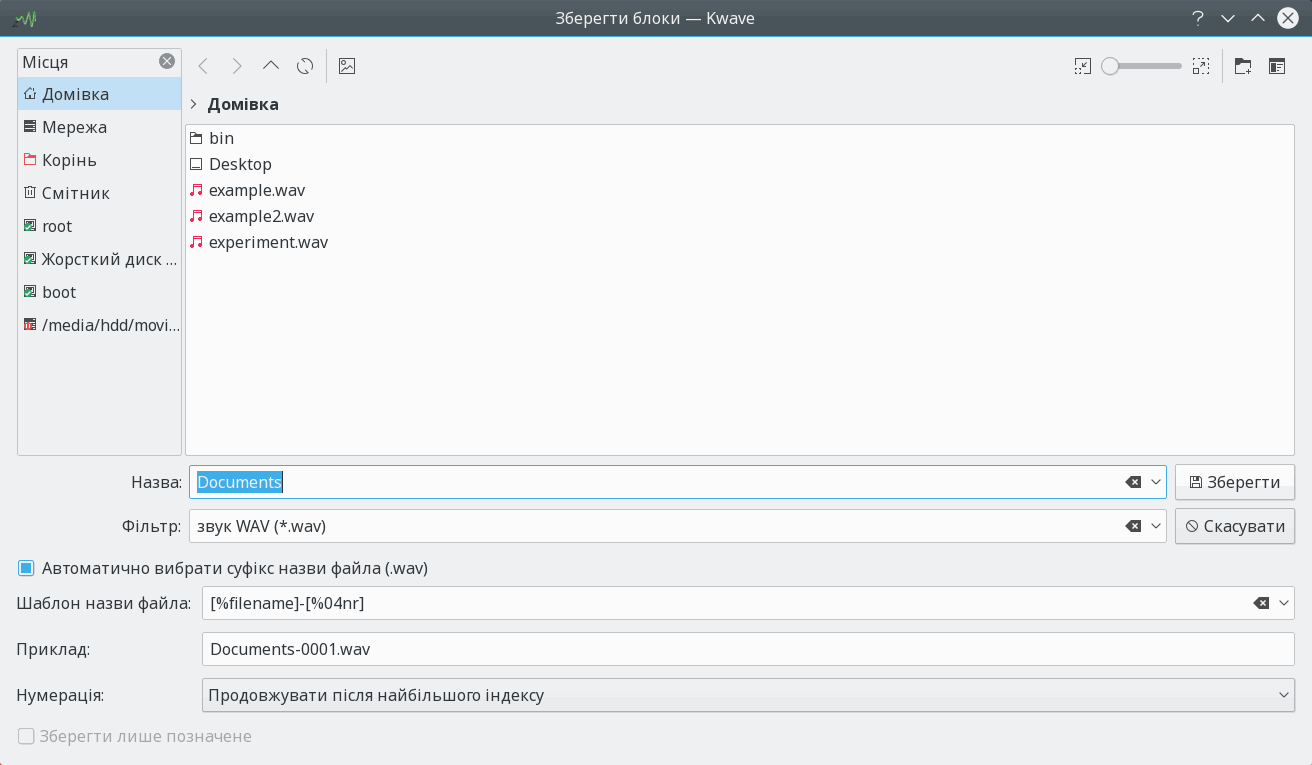 Зберегти блоки — Kwave
Місця
Домівка
Мережа
Корінь
Смітник
root
Жорсткий диск ...
boot
/media/hdd/movi...
Домівка
bin
Desktop
example.wav
example2.wav
experiment.wav
Назва:
Documents
Зберегти
Фільтр:
звук WAV (*.wav)
Скасувати
Автоматично вибрати суфікс назви файла (.wav)
Шаблон назви файла:
[%filename]-[%04nr]
Приклад:
Documents-0001.wav
Нумерація:
Продовжувати після найбільшого індексу
Зберегти лише позначене